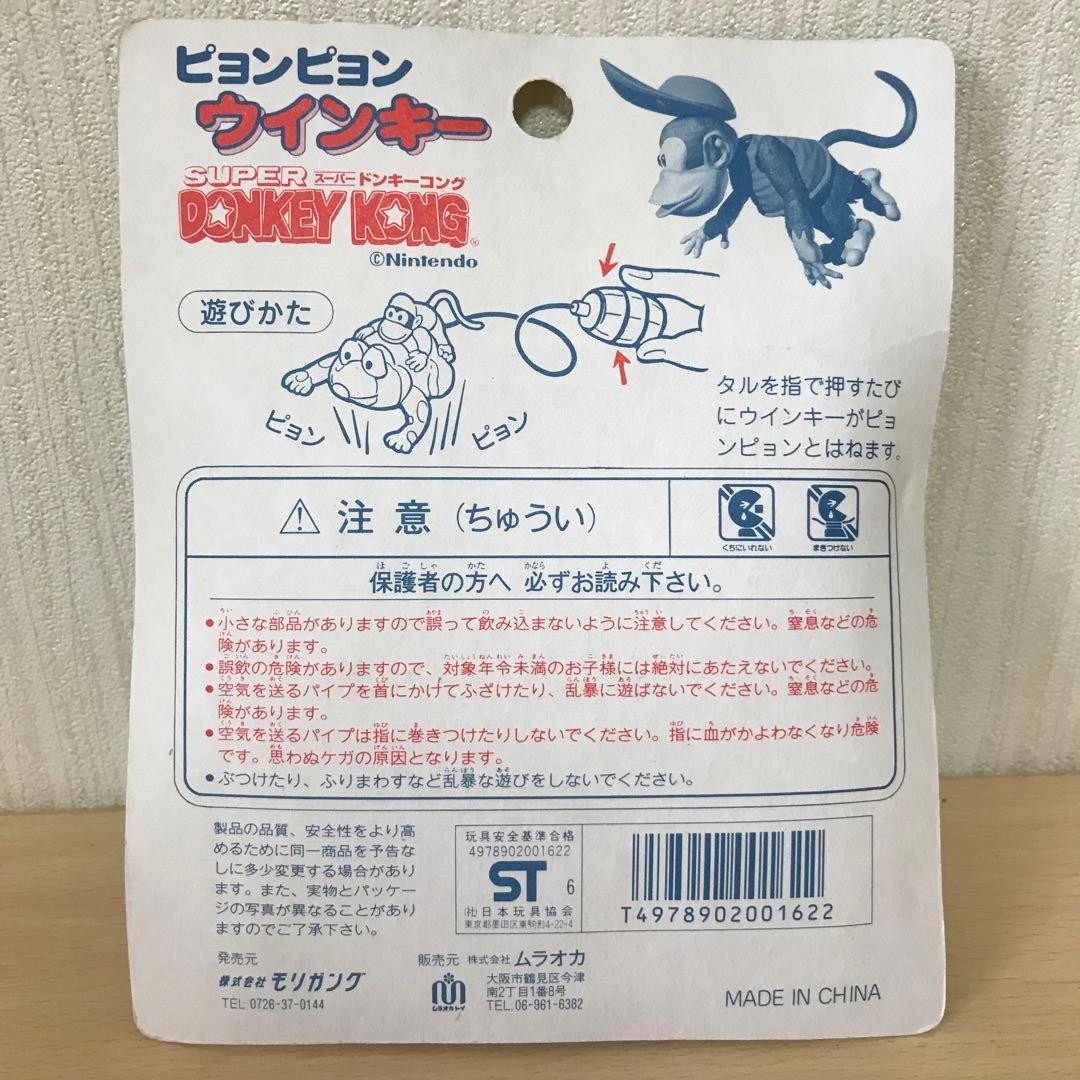 ピョンピョン
ウインキー
SUPER スーパードンキーコング
DONKEY KONG®
©Nintendo
遊びかた
ピョン
ピョン
タルを指で押すたび
にウインキーがピョ
ンピョンとはねます。
⚠ 注意(ちゅうい)
くちにいれない
まきつけない
保護者の方へ 必ずお読み下さい。
●小さな部品がありますので誤って飲み込まないように注意してください。窒息などの危
険があります。
●誤飲の危険がありますので、対象年令未満のお子様には絶対にあたえないでください。
●空気を送るパイプを首にかけてふざけたり、乱暴に遊ばないでください。窒息などの危
険があります。
●空気を送るパイプは指に巻きつけたりしないでください。指に血がかよわなくなり危険
です。思わぬケガの原因となります。
●ぶつけたり、ふりまわすなど乱暴な遊びをしないでください。
製品の品質、安全性をより高
めるために同一商品を予告な
しに多少変更する場合があり
ます。また、実物とパッケー
ジの写真が異なることがあり
ますのでご了承下さい。
玩具安全基準合格
4978902001622
ST 6
㈳日本玩具協会
東京都墨田区東駒形4-22-4
T4978902001622
発売元
株式会社 モリガング
TEL.0726-37-0144
販売元 株式会社 ムラオカ
ムラオカトイ
大阪市鶴見区今津
南2丁目1番8号
TEL.06-961-6382
MADE IN CHINA